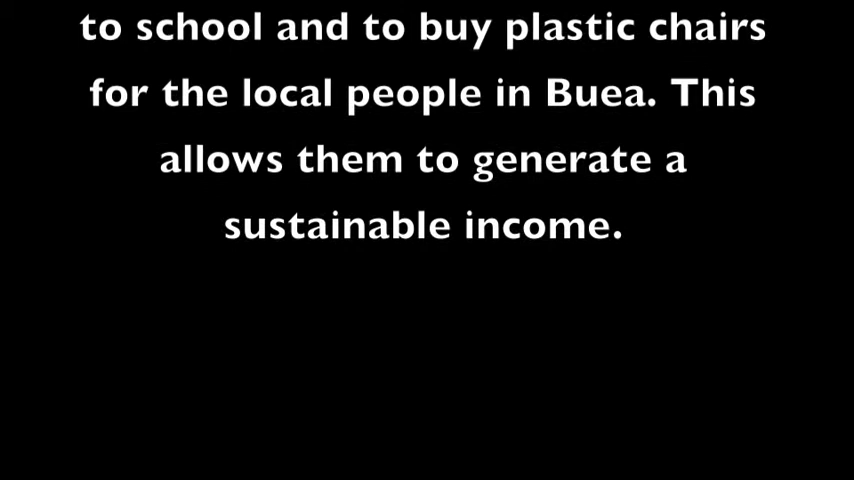 to school and to buy plastic chairs
for the local people in Buea. This
allows them to generate a
sustainable income.